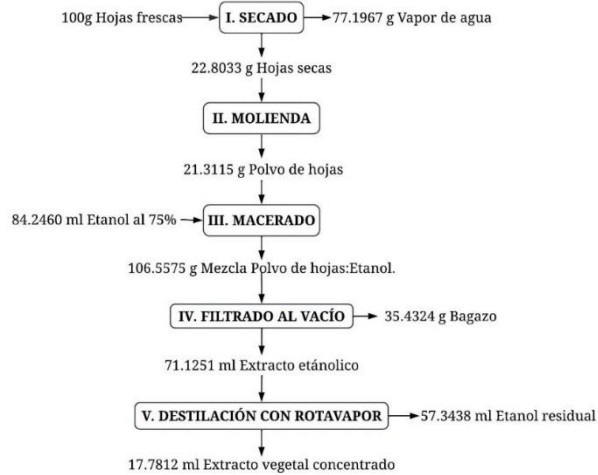 100g Hojas frescas I. SECADO 77.1967 g Vapor de agua
22.8033 g Hojas secas
II. MOLIENDA
21.3115 g Polvo de hojas
84.2460 ml Etanol al 75% III. MACERADO
106.5575 g Mezcla Polvo de hojas:Etanol.
IV. FILTRADO AL VACÍO 35.4324 g Bagazo
71.1251 ml Extracto etánolico
V. DESTILACIÓN CON ROTAVAPOR 57.3438 ml Etanol residual
17.7812 ml Extracto vegetal concentrado